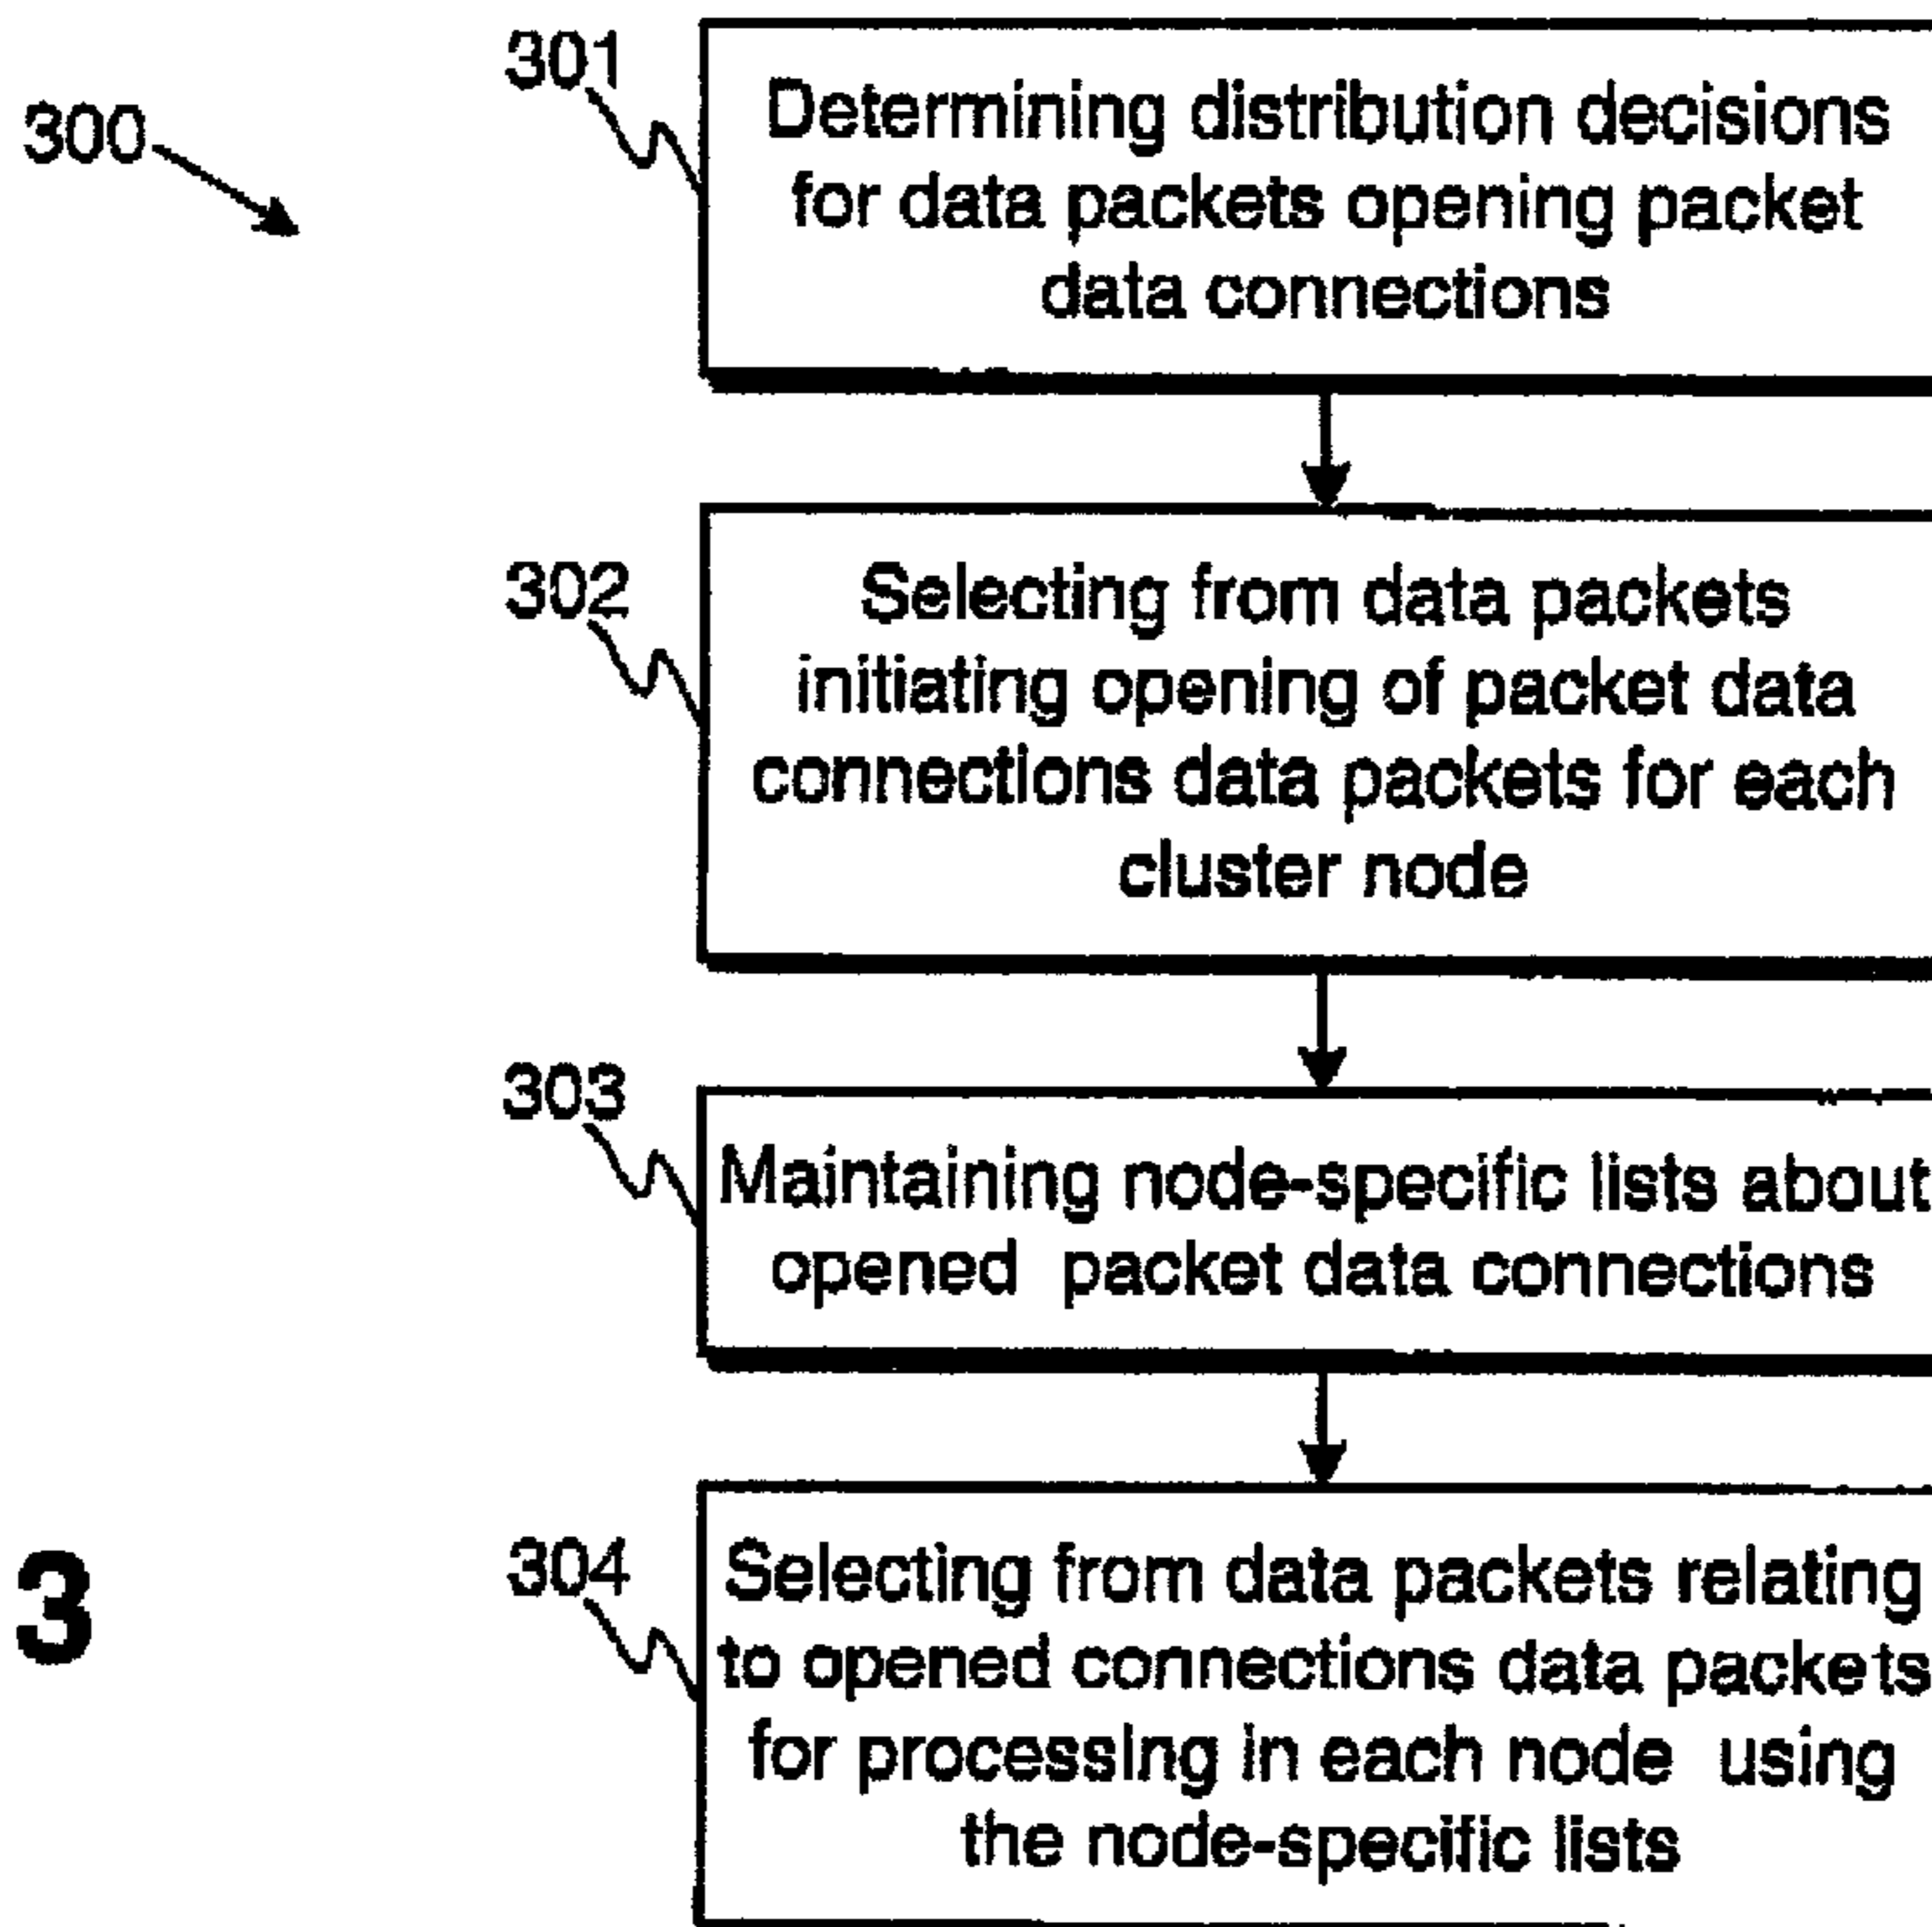 300
301
Determining distribution decisions
for data packets opening packet
data connections
302
Selecting from data packets
initiating opening of packet data
connections data packets for each
cluster node
303
Maintaining node-specific lists about
opened packet data connections
3
304
Selecting from data packets relating
to opened connections data packets
for processing in each node using
the node-specific lists